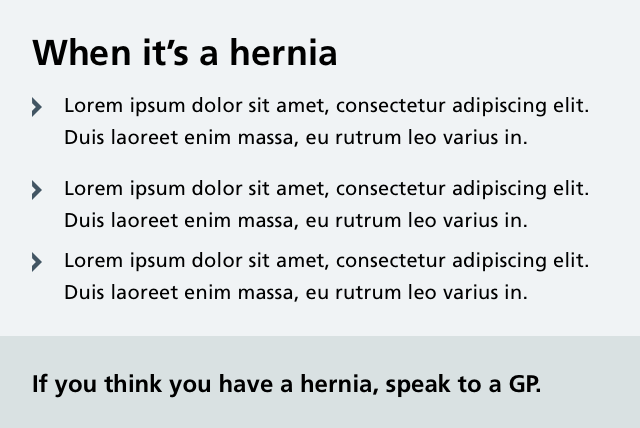 When it's a hernia
Lorem ipsum dolor sit amet, consectetur adipiscing elit.
Duis laoreet enim massa, eu rutrum leo varius in.
Lorem ipsum dolor sit amet, consectetur adipiscing elit.
Duis laoreet enim massa, eu rutrum leo varius in.
Lorem ipsum dolor sit amet, consectetur adipiscing elit.
Duis laoreet enim massa, eu rutrum leo varius in.
If you think you have a hernia, speak to a GP.